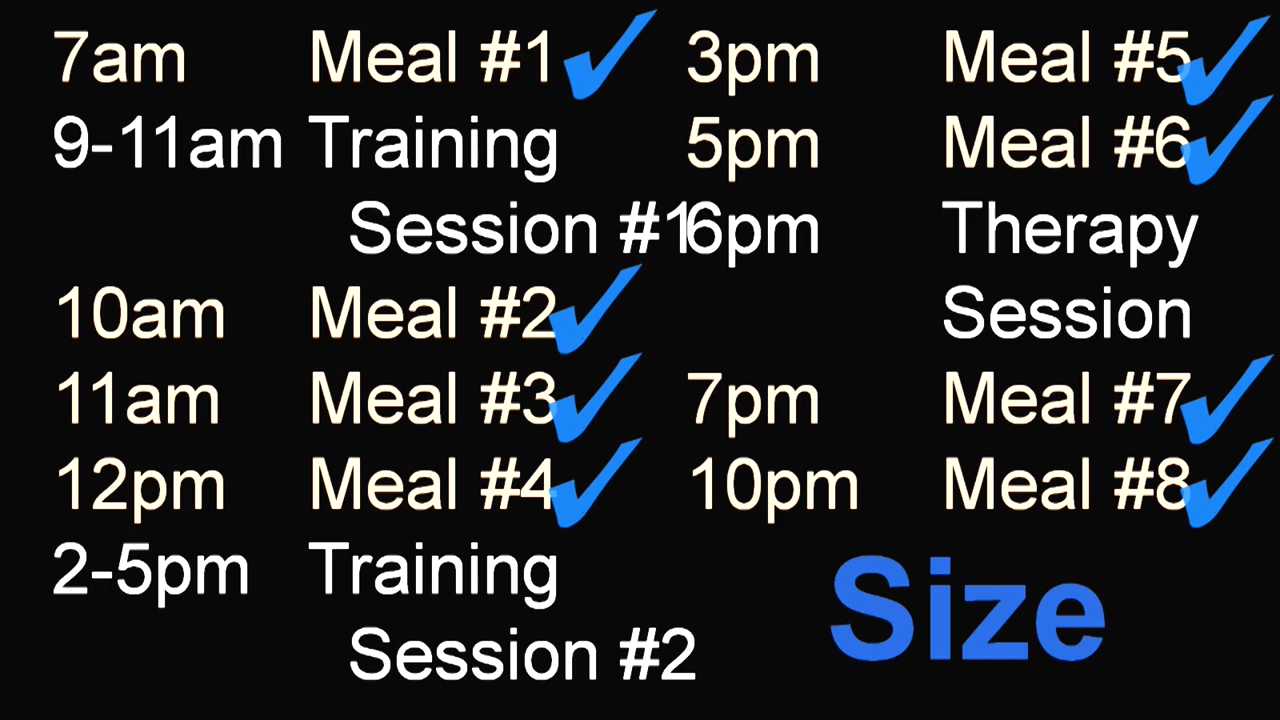 7am Meal #1
9-11am Training
Session #1
10am Meal #2
11am Meal #3
12pm Meal #4
2-5pm Training
Session #2
3pm Meal #5
5pm Meal #6
6pm Therapy
Session
7pm Meal #7
10pm Meal #8
Size